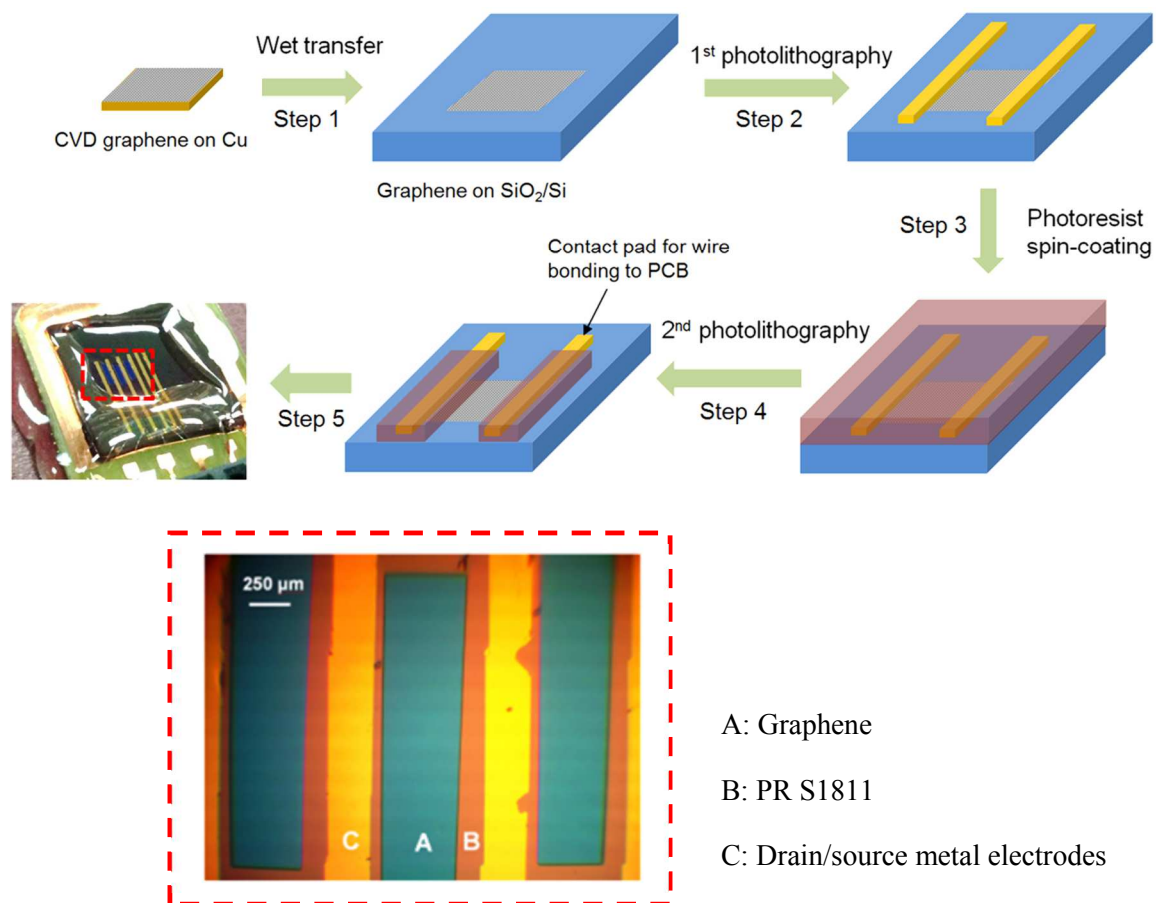 Wet transfer
Step 1
CVD graphene on Cu
Graphene on SiO₂/Si
1ˢᵗ photolithography
Step 2
Step 3
Photoresist
spin-coating
Contact pad for wire
bonding to PCB
2ⁿᵈ photolithography
Step 4
Step 5
250 µm
C
A
B
A: Graphene
B: PR S1811
C: Drain/source metal electrodes